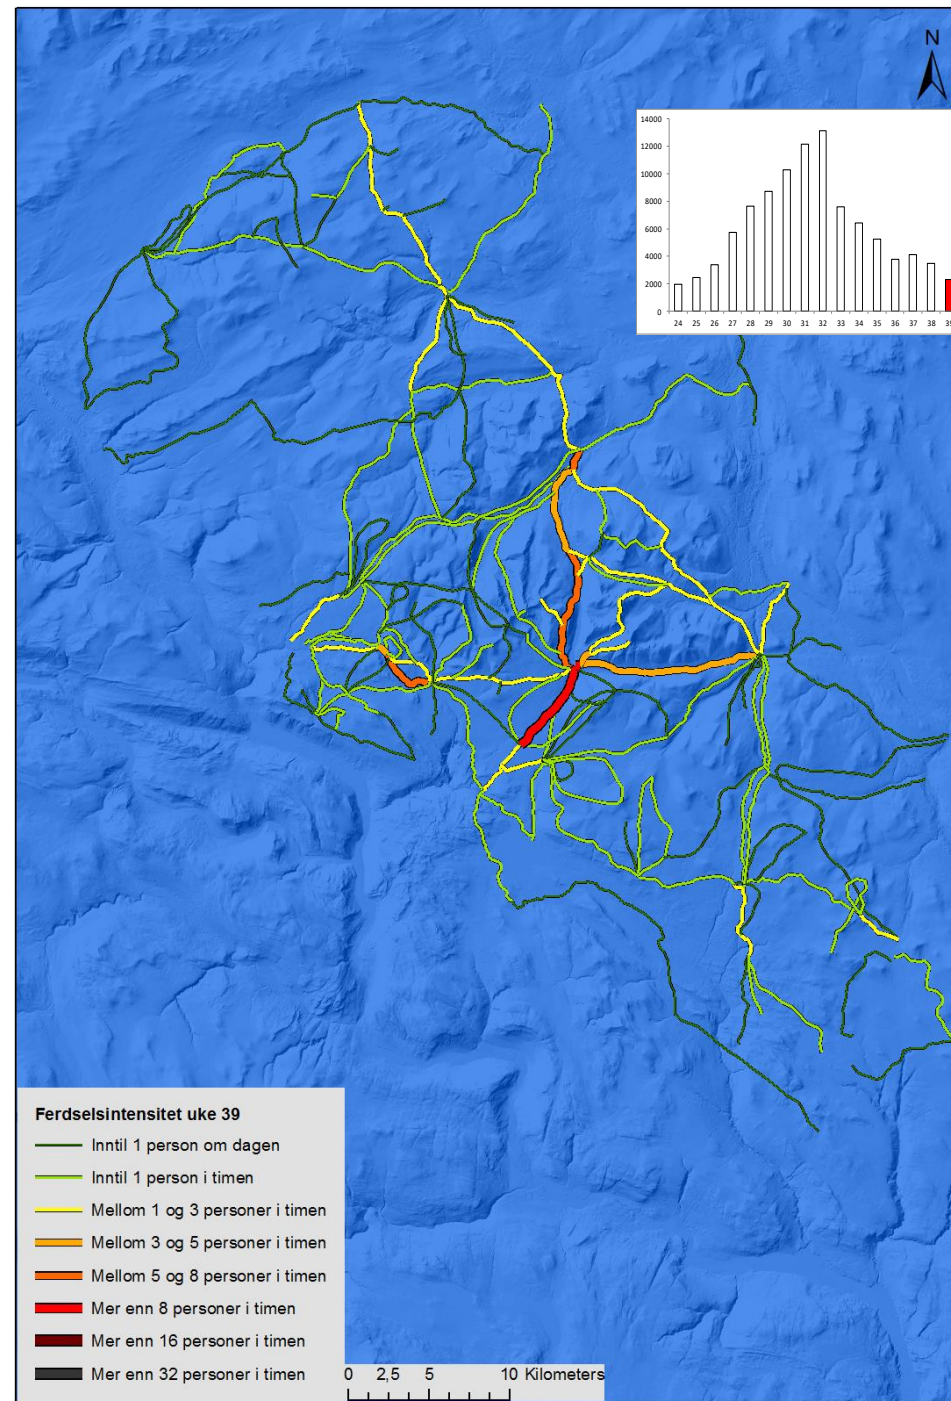 N
14000
12000
10000
8000
6000
4000
2000
0
24 25 26 27 28 29 30 31 32 33 34 35 36 37 38 39
Ferdselsintensitet uke 39
Inntil 1 person om dagen
Inntil 1 person i timen
Mellom 1 og 3 personer i timen
Mellom 3 og 5 personer i timen
Mellom 5 og 8 personer i timen
Mer enn 8 personer i timen
Mer enn 16 personer i timen
Mer enn 32 personer i timen
0 2,5 5 10 Kilometers